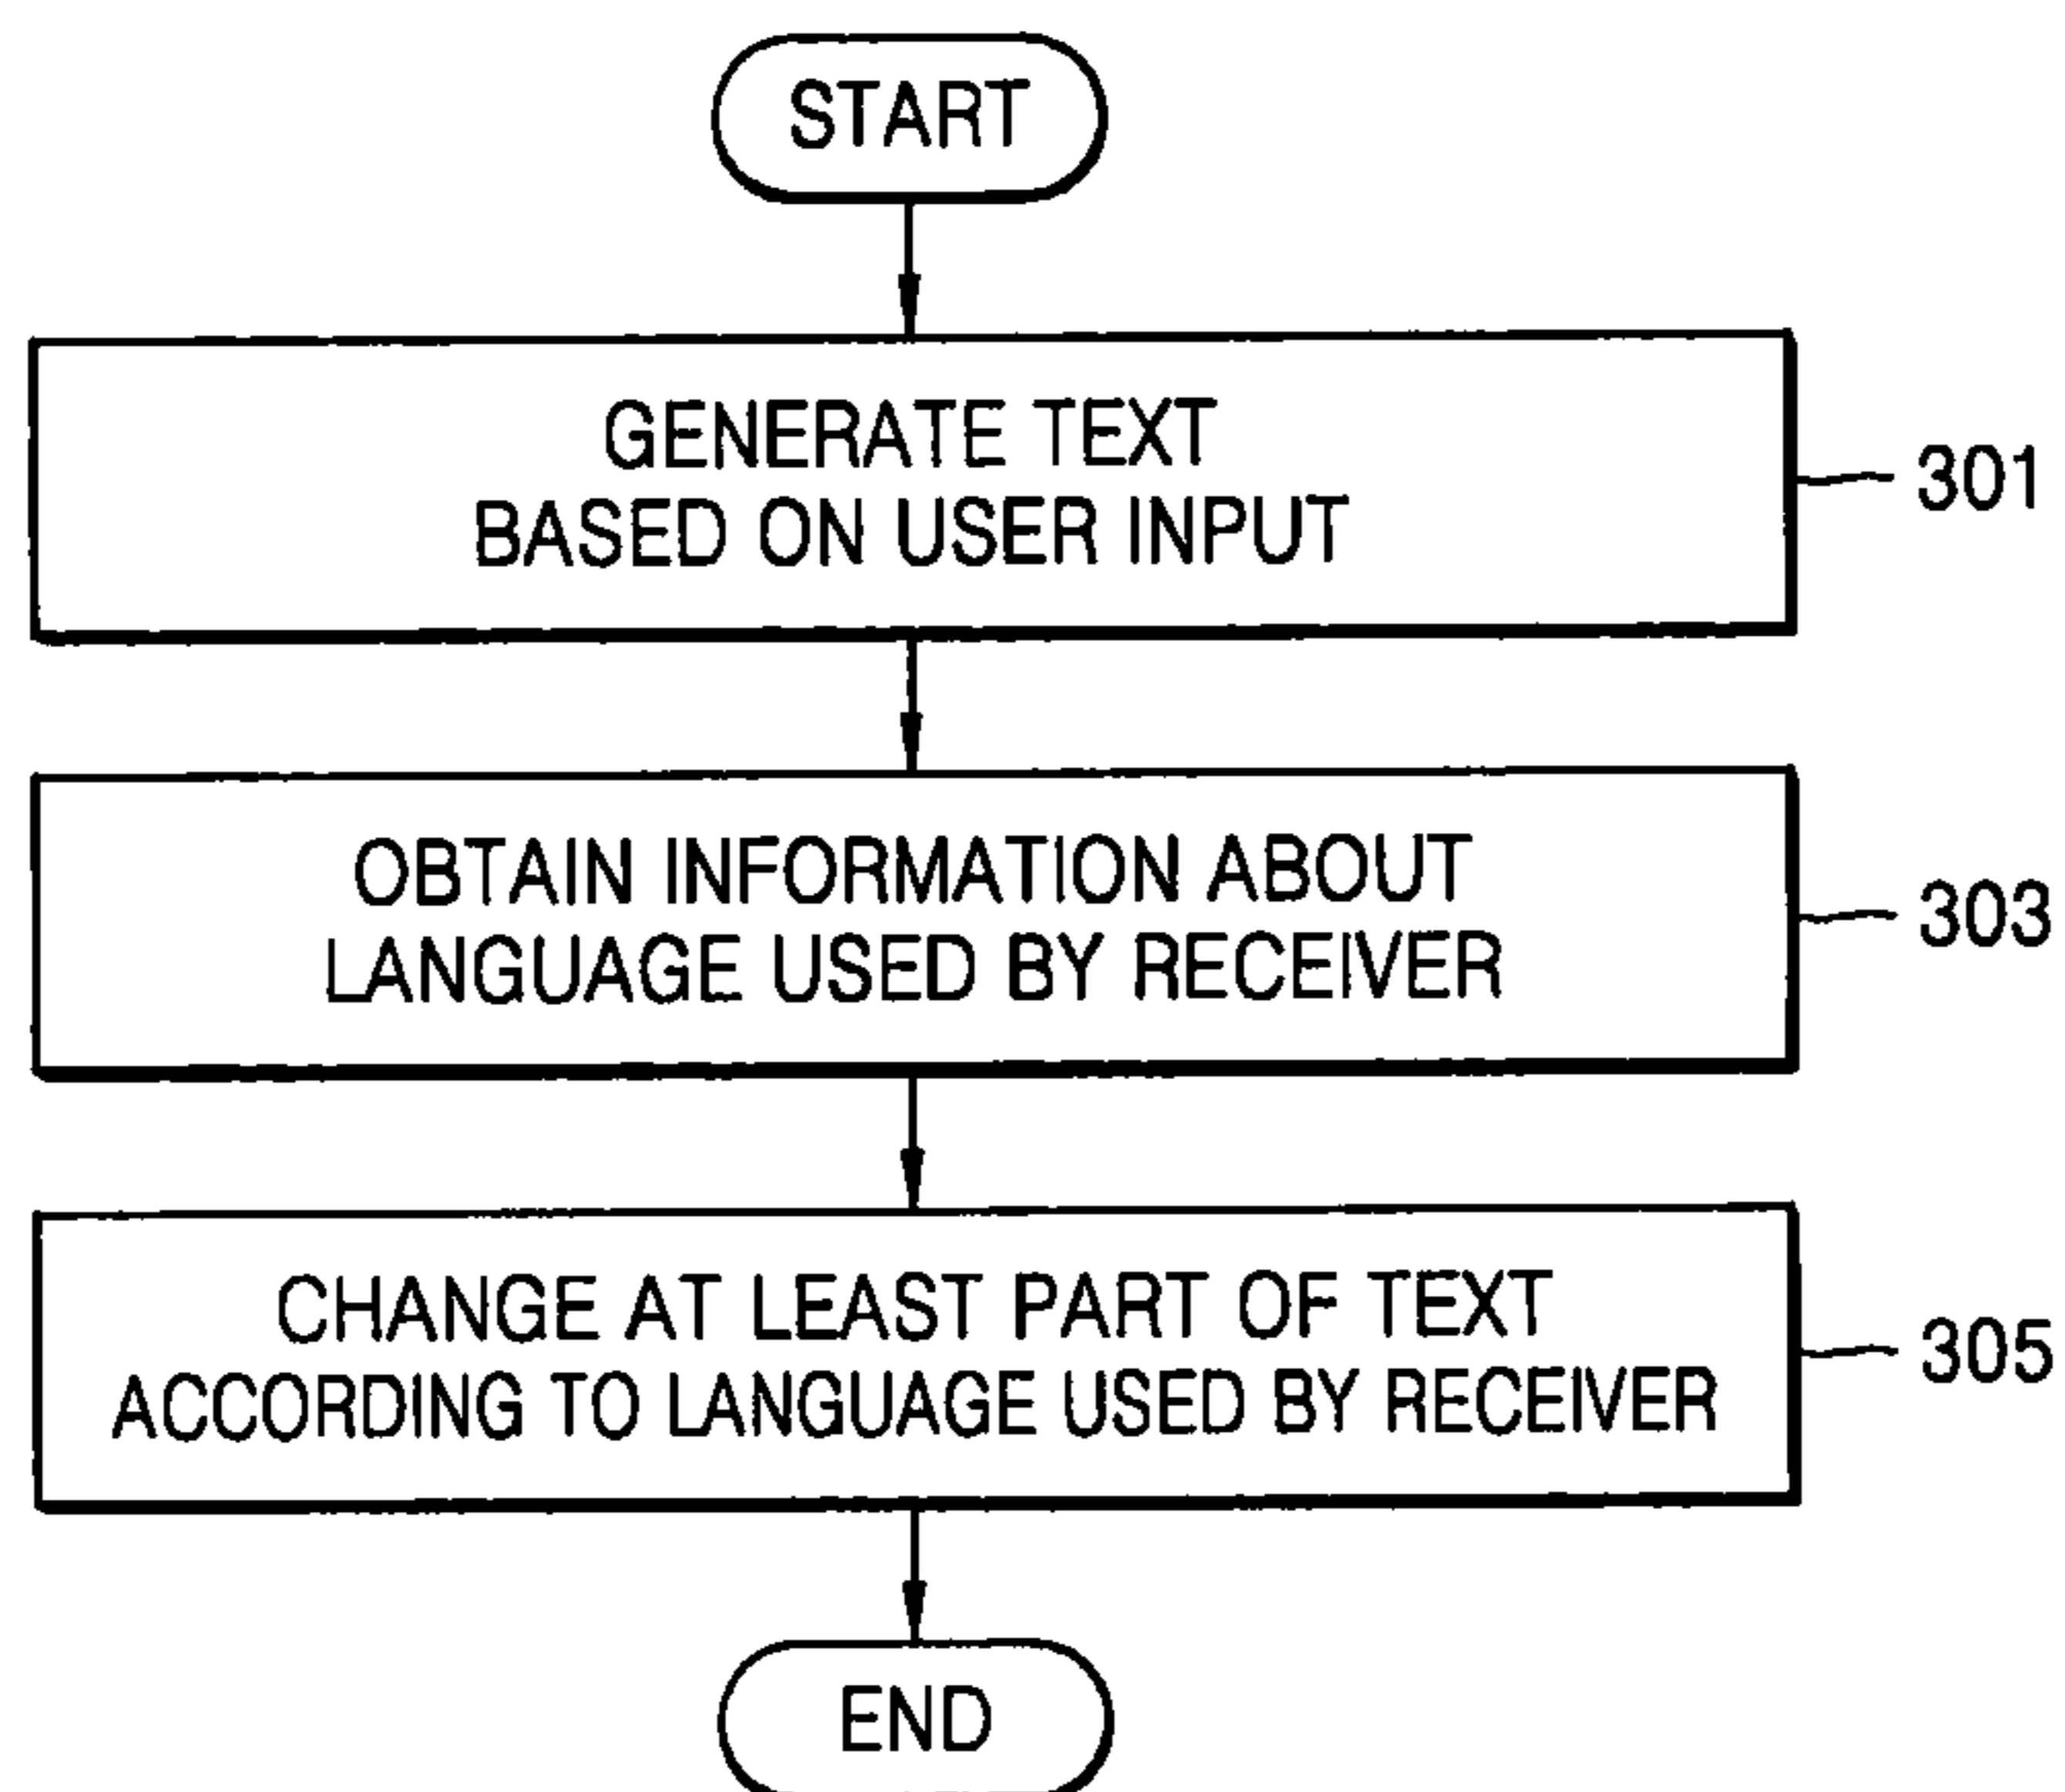 START
GENERATE TEXT
BASED ON USER INPUT
301
OBTAIN INFORMATION ABOUT
LANGUAGE USED BY RECEIVER
303
CHANGE AT LEAST PART OF TEXT
ACCORDING TO LANGUAGE USED BY RECEIVER
305
END